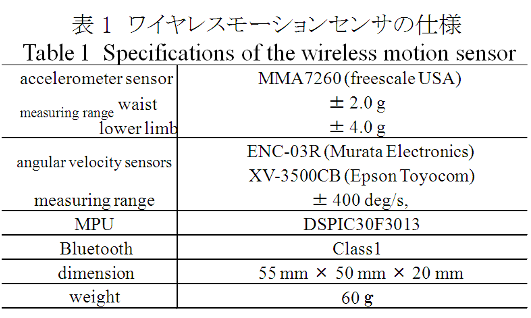 表 1 ワイヤレスモーションセンサの仕様
Table 1 Specifications of the wireless motion sensor
accelerometer sensor MMA7260 (freescale USA)
measuring range waist ± 2.0 g
lower limb ± 4.0 g
angular velocity sensors ENC-03R (Murata Electronics)
XV-3500CB (Epson Toyocom)
measuring range ± 400 deg/s,
MPU DSPIC30F3013
Bluetooth Class1
dimension 55 mm × 50 mm × 20 mm
weight 60 g